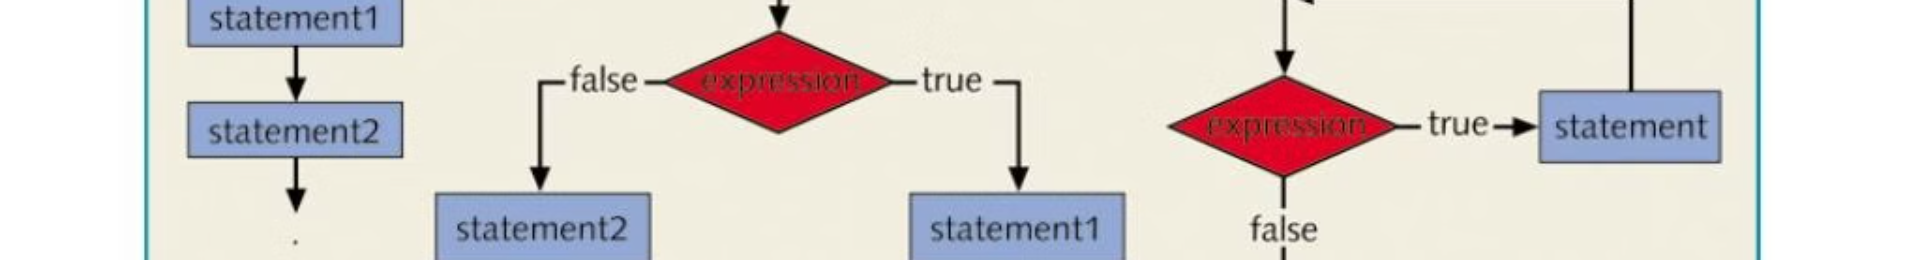 statement1
statement2
.
false
expression
true
statement2
statement1
expression
true
statement
false